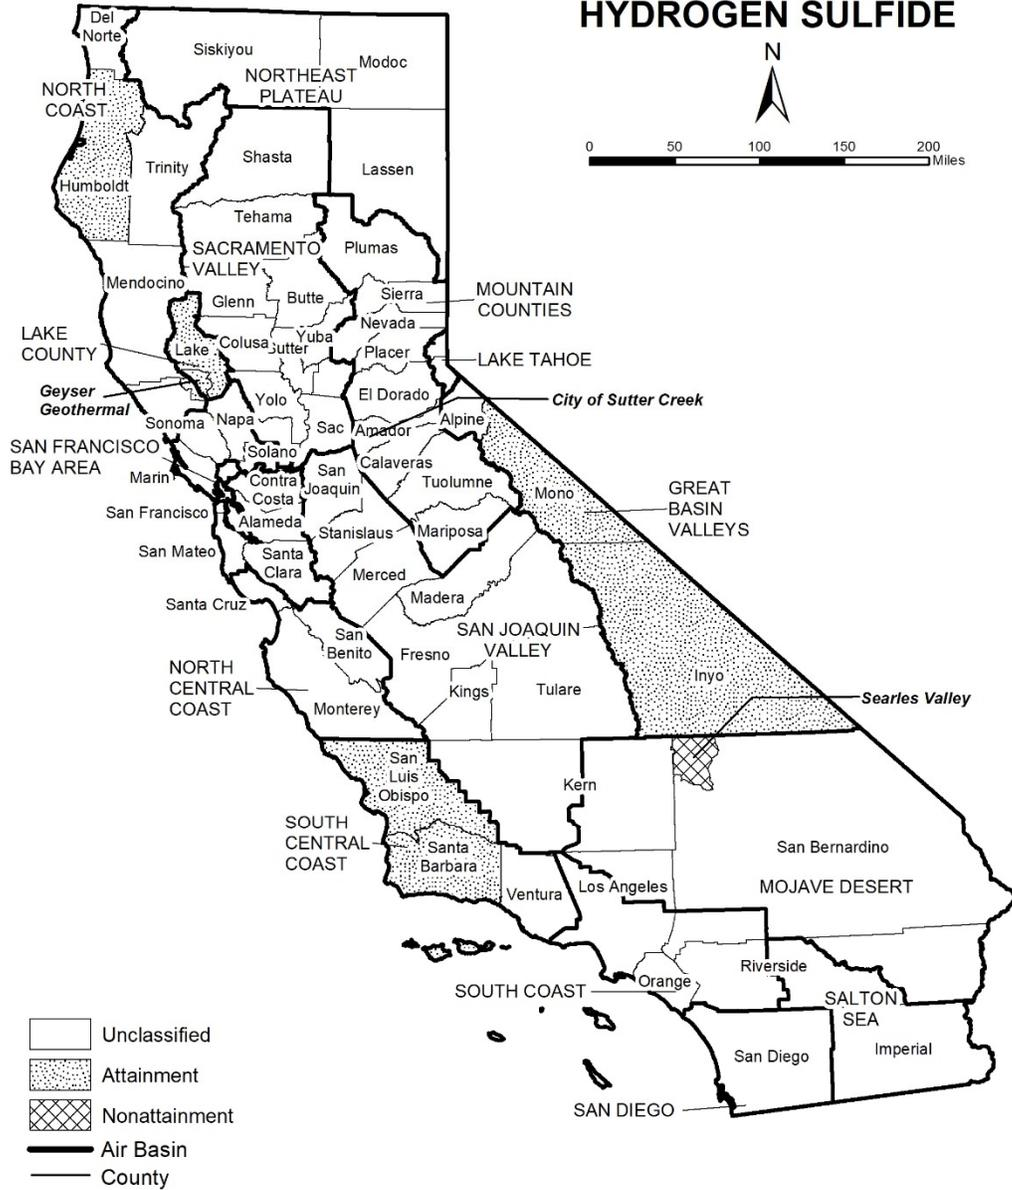 HYDROGEN SULFIDE
N
0 50 100 150 200
Miles
Del
Norte
Siskiyou
Modoc
NORTHEAST
PLATEAU
NORTH
COAST
Humboldt
Trinity
Shasta
Lassen
Tehama
SACRAMENTO
VALLEY
Plumas
Mendocino
Glenn
Butte
Sierra
MOUNTAIN
COUNTIES
Nevada
LAKE
COUNTY
Lake
Colusa
Sutter
Yuba
Placer
LAKE TAHOE
Geyser
Geothermal
Yolo
El Dorado
City of Sutter Creek
Sonoma
Napa
Sac
Amador
Alpine
SAN FRANCISCO
BAY AREA
Solano
Marin
Contra
Costa
San
Joaquin
Calaveras
Tuolumne
Mono
GREAT
BASIN
VALLEYS
San Francisco
Alameda
Stanislaus
Mariposa
San Mateo
Santa
Clara
Merced
Santa Cruz
Madera
San
Benito
Fresno
SAN JOAQUIN
VALLEY
NORTH
CENTRAL
COAST
Monterey
Kings
Tulare
Inyo
Searles Valley
San
Luis
Obispo
Kern
SOUTH
CENTRAL
COAST
Santa
Barbara
Ventura
Los Angeles
San Bernardino
MOJAVE DESERT
Orange
Riverside
SOUTH COAST
SALTON
SEA
San Diego
Imperial
SAN DIEGO
Unclassified
Attainment
Nonattainment
Air Basin
County